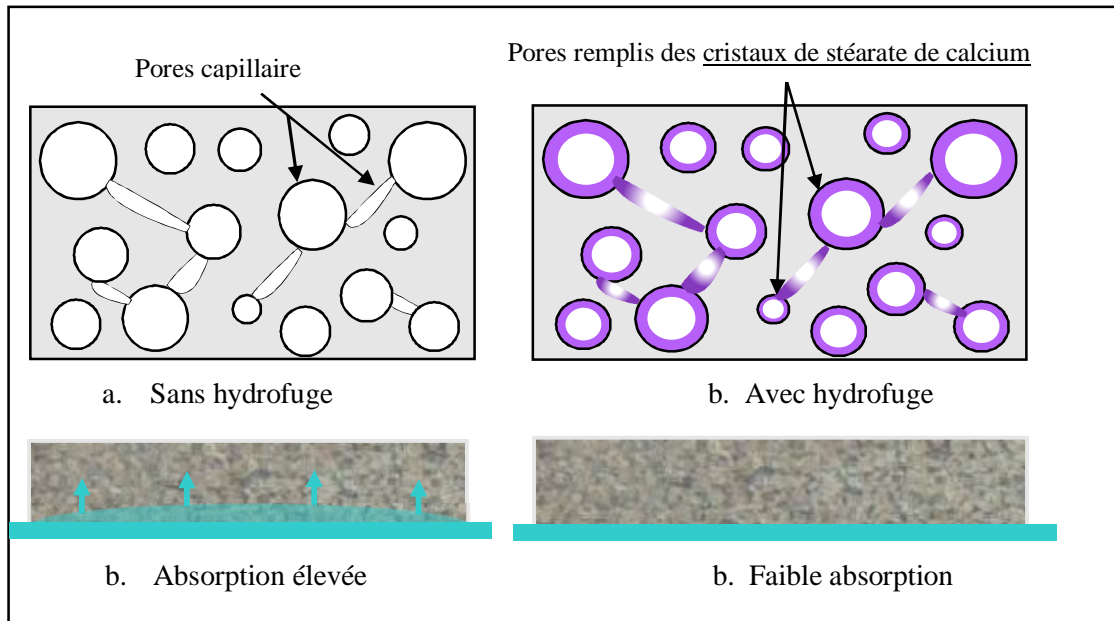 Pores capillaire
Pores remplis des cristaux de stéarate de calcium
a. Sans hydrofuge
b. Avec hydrofuge
b. Absorption élevée
b. Faible absorption